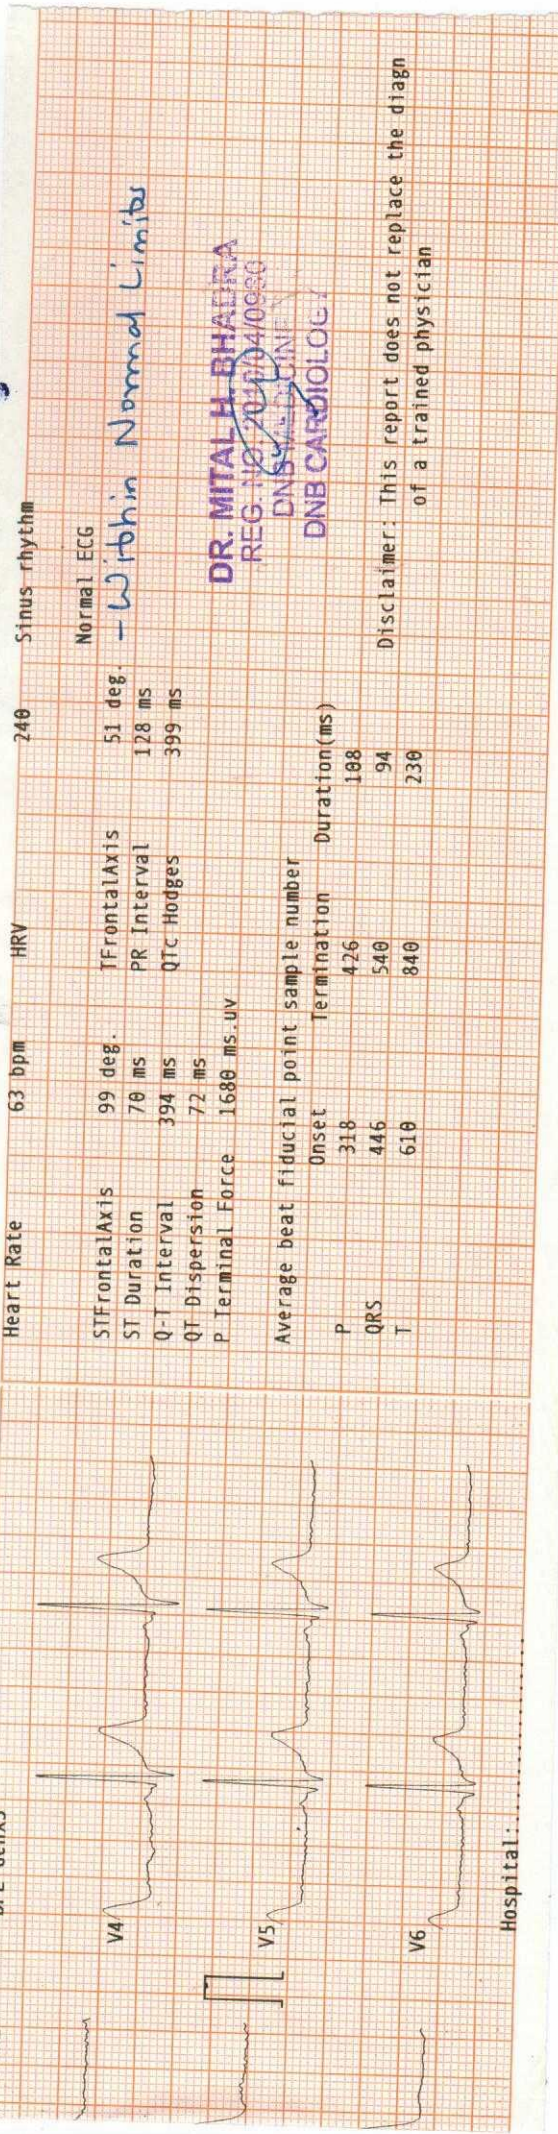 V4
V5
V6
Hospital:
Heart Rate 63 bpm HRV 240 Sinus rhythm
Normal ECG
- Within Normal Limites
STFrontalAxis 99 deg. TFrontalAxis 51 deg.
ST Duration 70 ms PR Interval 128 ms
Q-T Interval 394 ms QTc Hodges 399 ms
QT Dispersion 72 ms
P Terminal Force 1680 ms.uv
DR. MITAL H. BHADRA
REG. NO.
DNB
DNB CARDIOLOGY
Average beat fiducial point sample number
Onset Termination Duration(ms)
P 318 426 108
QRS 446 540 94
T 610 840 230
Disclaimer: This report does not replace the diagn
of a trained physician